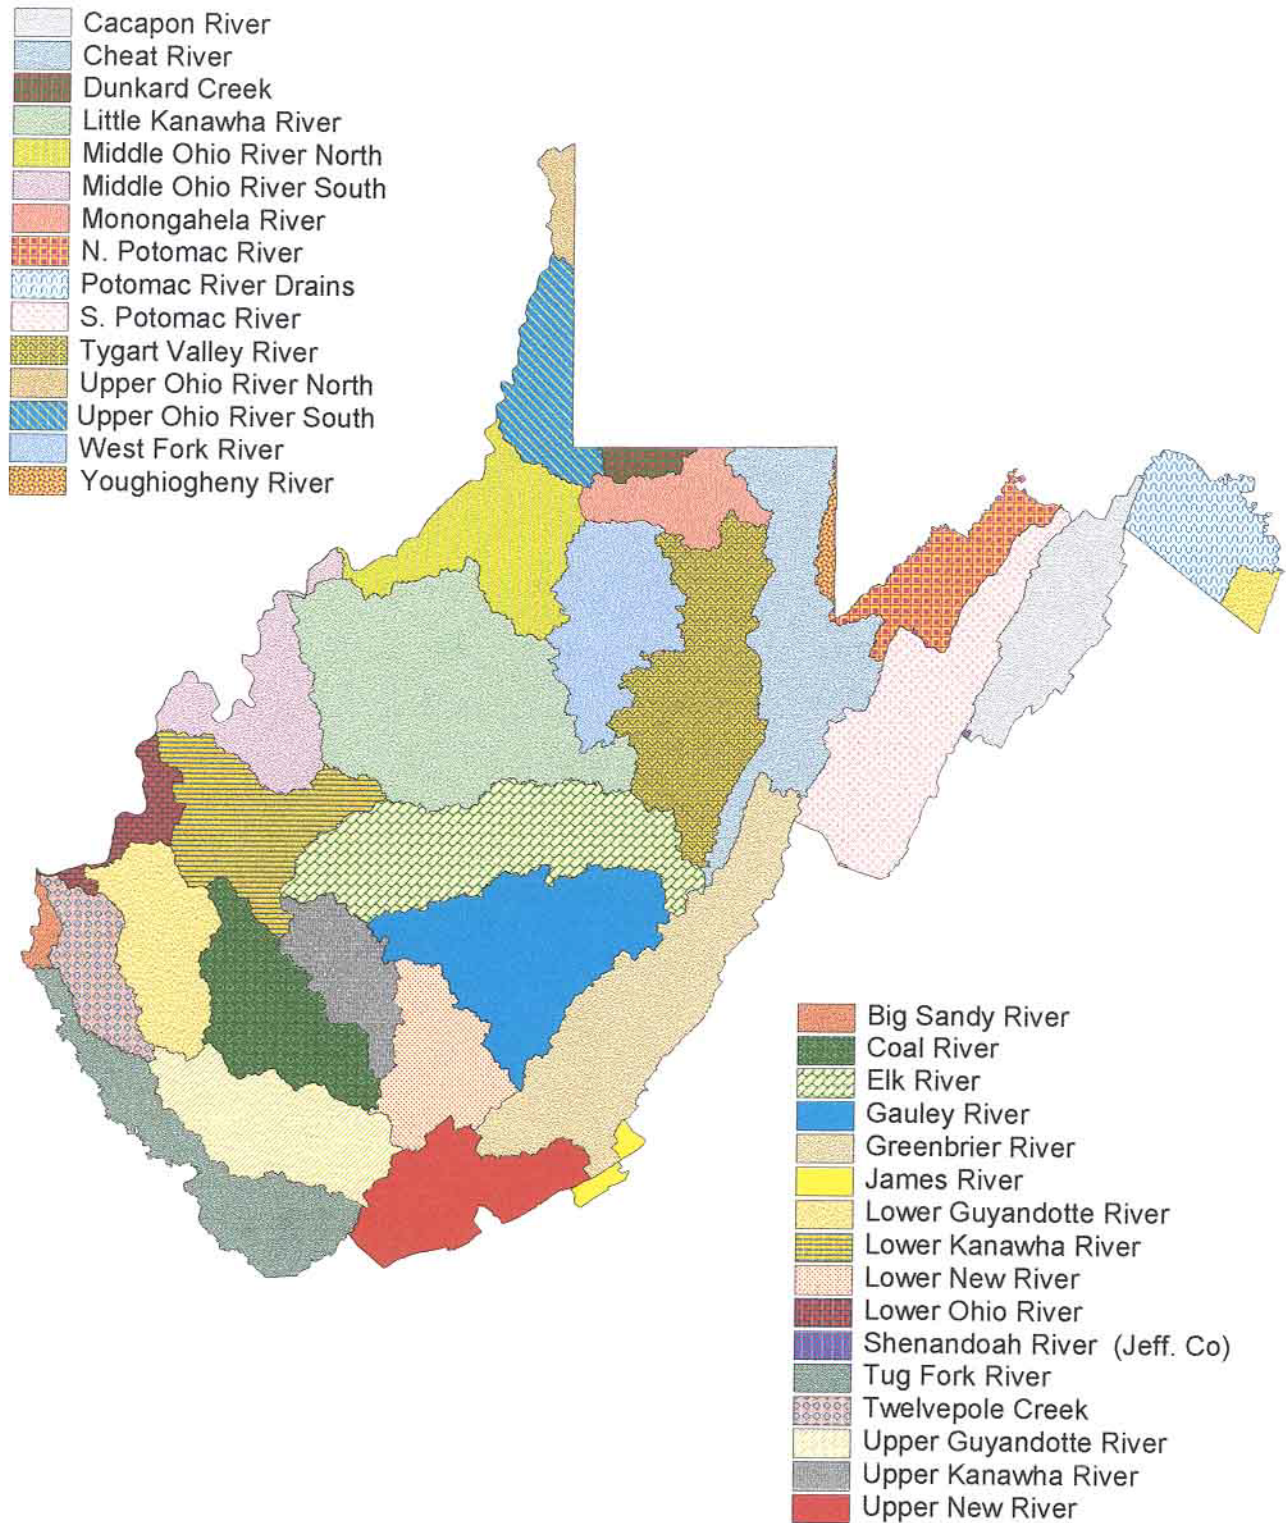 Cacapon River
Cheat River
Dunkard Creek
Little Kanawha River
Middle Ohio River North
Middle Ohio River South
Monongahela River
N. Potomac River
Potomac River Drains
S. Potomac River
Tygart Valley River
Upper Ohio River North
Upper Ohio River South
West Fork River
Youghiogheny River
Big Sandy River
Coal River
Elk River
Gauley River
Greenbrier River
James River
Lower Guyandotte River
Lower Kanawha River
Lower New River
Lower Ohio River
Shenandoah River (Jeff. Co)
Tug Fork River
Twelvepole Creek
Upper Guyandotte River
Upper Kanawha River
Upper New River